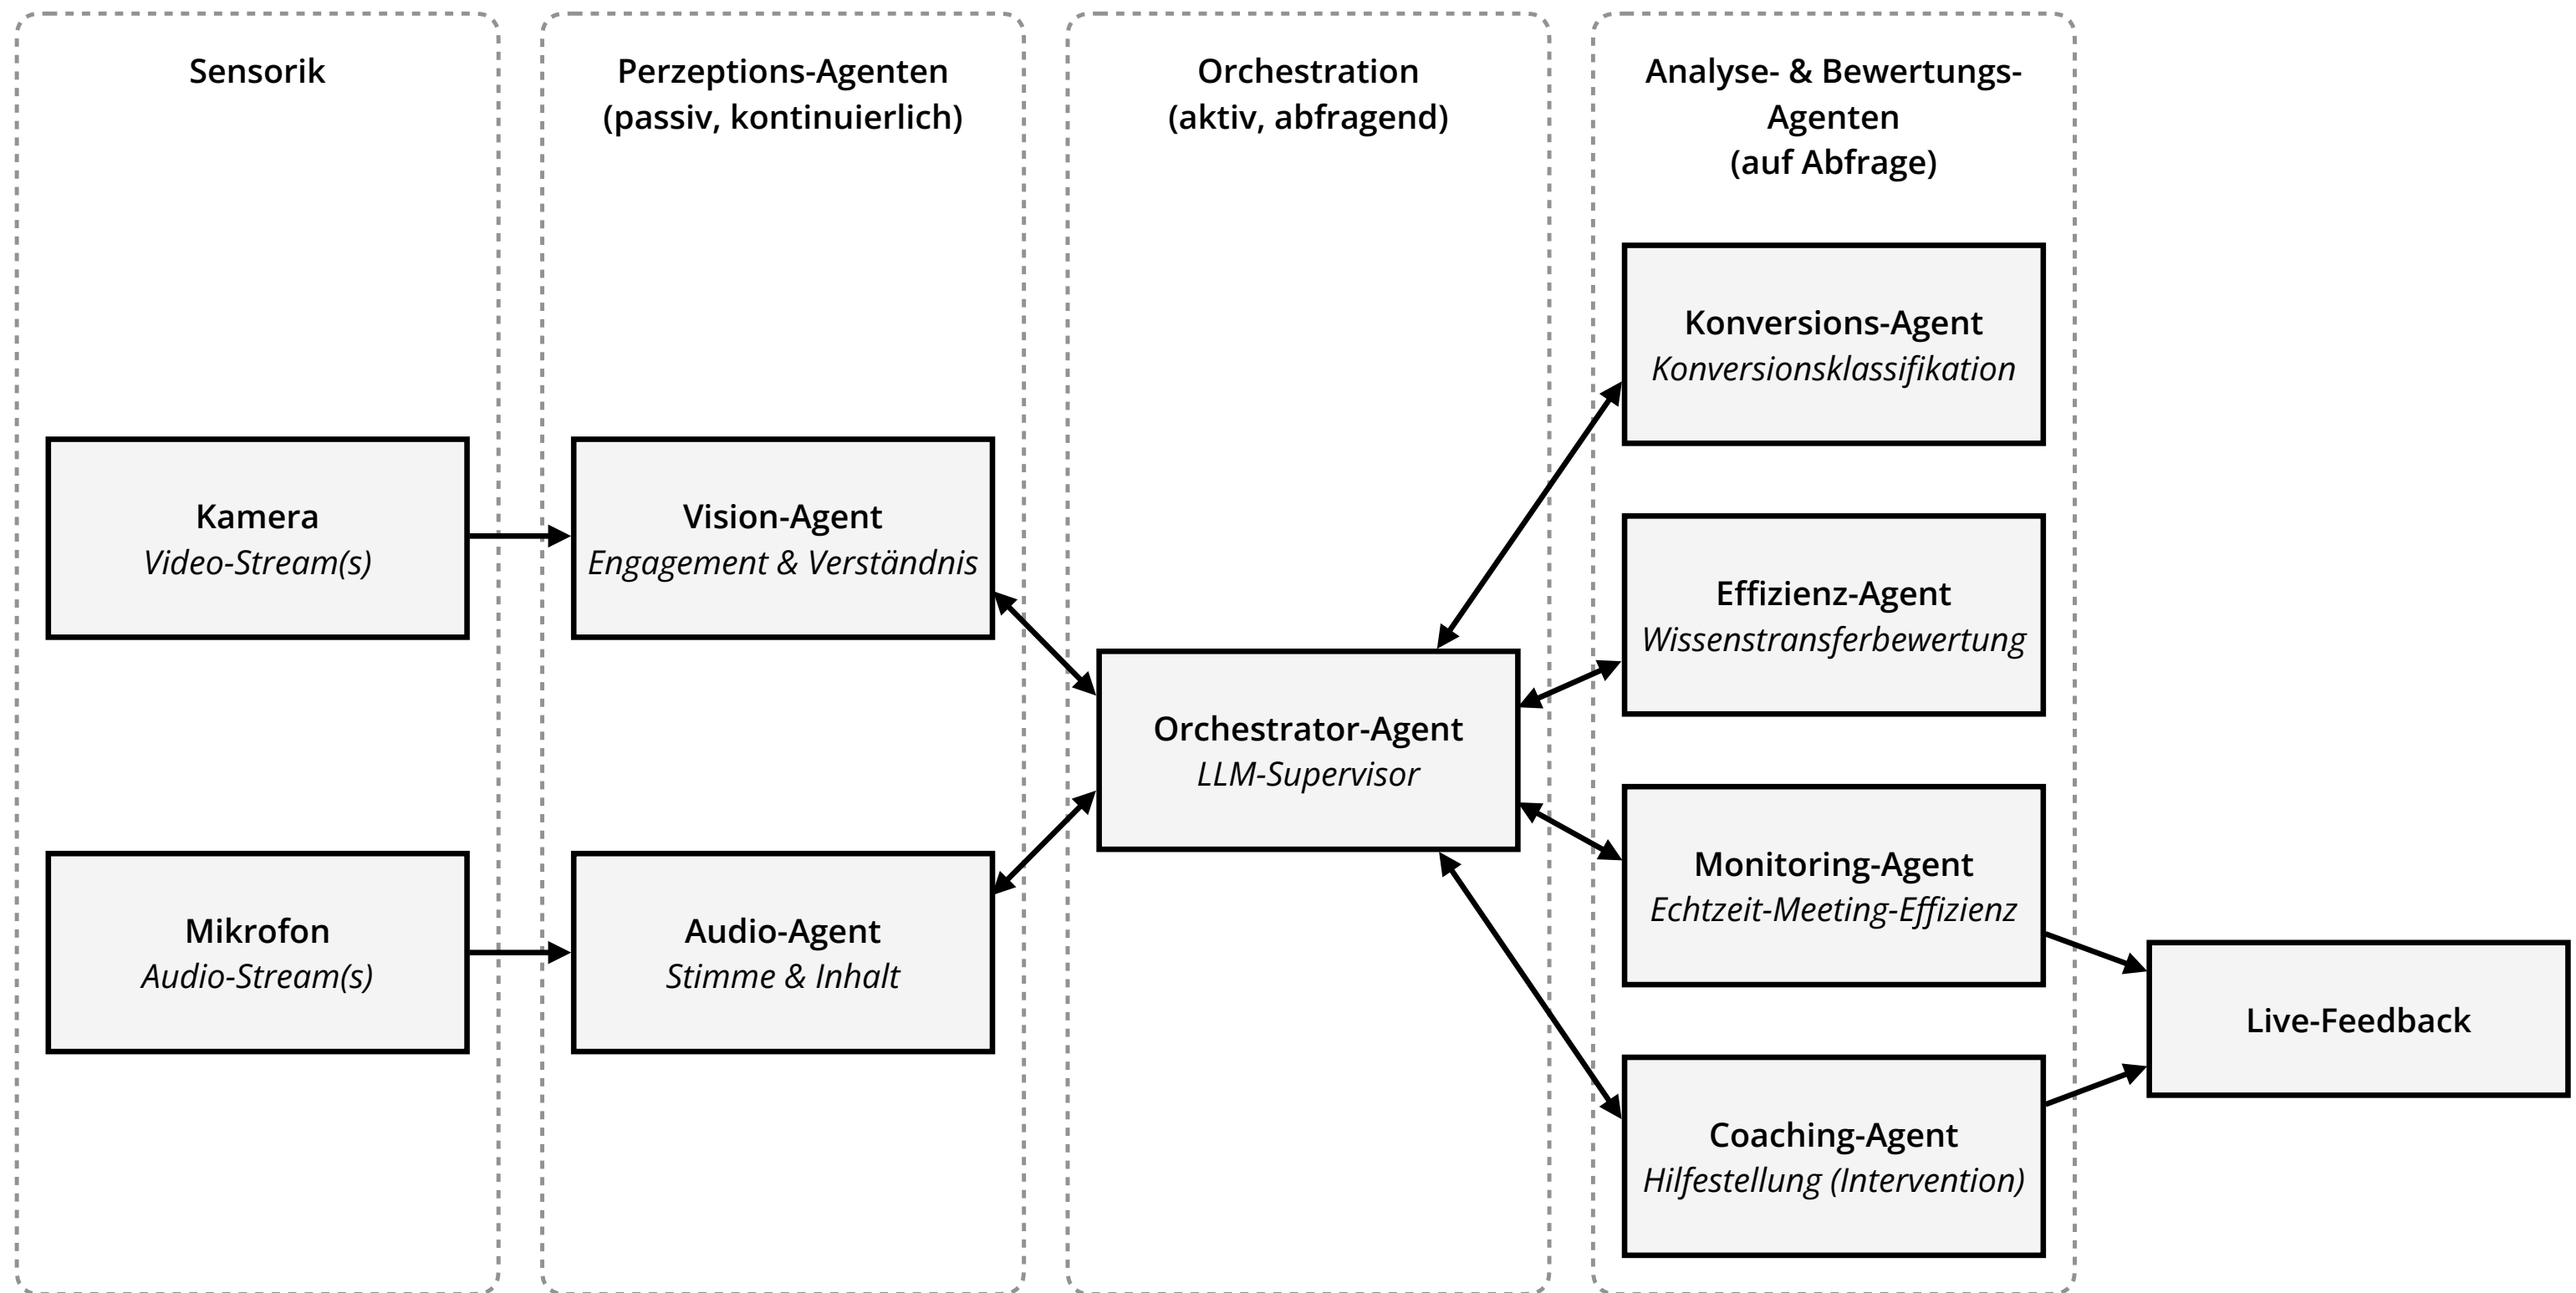 Sensorik
Perzeptions-Agenten
(passiv, kontinuierlich)
Orchestration
(aktiv, abfragend)
Analyse- & Bewertungs-
Agenten
(auf Abfrage)
Kamera
Video-Stream(s)
Mikrofon
Audio-Stream(s)
Vision-Agent
Engagement & Verständnis
Audio-Agent
Stimme & Inhalt
Orchestrator-Agent
LLM-Supervisor
Konversions-Agent
Konversionsklassifikation
Effizienz-Agent
Wissenstransferbewertung
Monitoring-Agent
Echtzeit-Meeting-Effizienz
Coaching-Agent
Hilfestellung (Intervention)
Live-Feedback